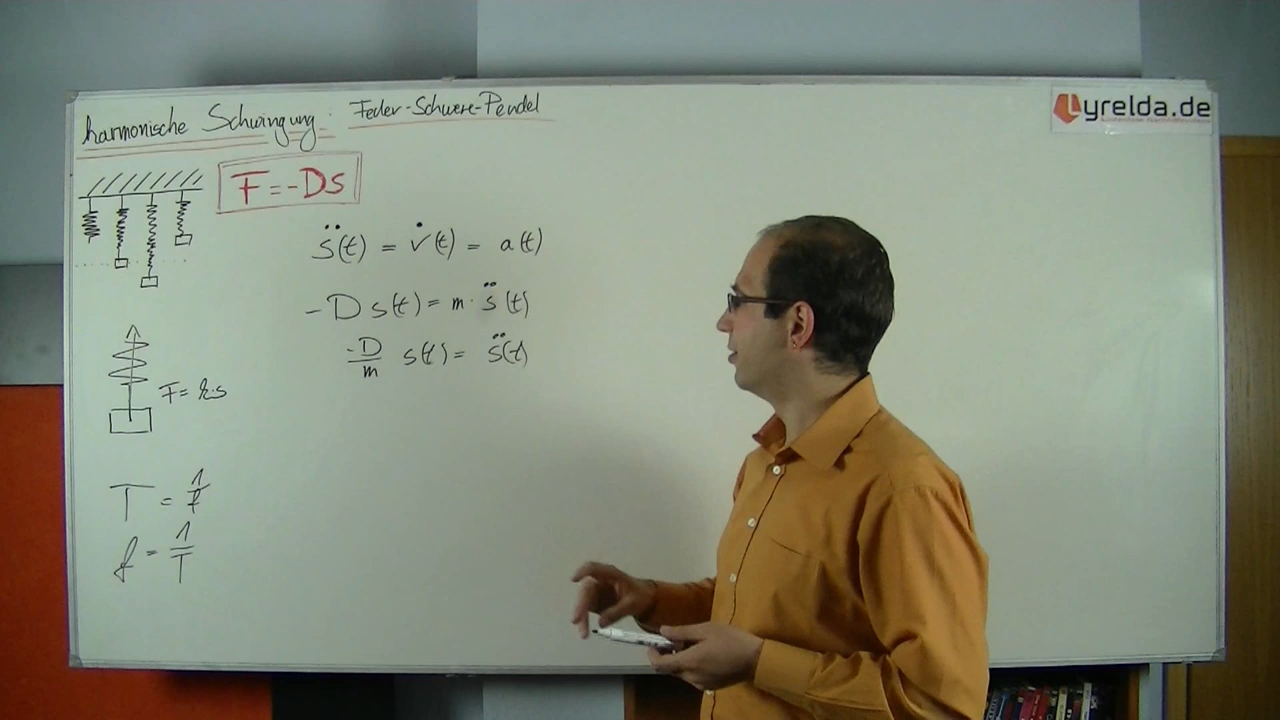 harmonische Schwingung: Feder-Schwere-Pendel
lyrelda.de
F = -Ds
s̈(t) = v̇(t) = a(t)
-D s(t) = m · s̈(t)
-D/m s(t) = s̈(t)
F = k·s
T = 1/f
f = 1/T